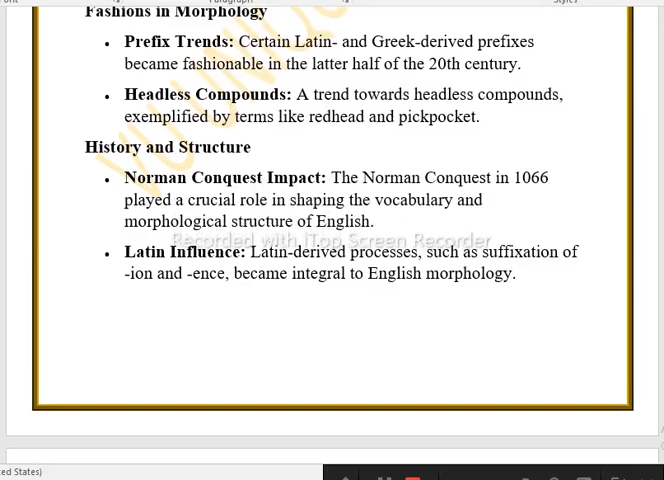 Fashions in Morphology
• Prefix Trends: Certain Latin- and Greek-derived prefixes
became fashionable in the latter half of the 20th century.
• Headless Compounds: A trend towards headless compounds,
exemplified by terms like redhead and pickpocket.
History and Structure
• Norman Conquest Impact: The Norman Conquest in 1066
played a crucial role in shaping the vocabulary and
morphological structure of English.
Recorded with iTop Screen Recorder
• Latin Influence: Latin-derived processes, such as suffixation of
-ion and -ence, became integral to English morphology.
ted States)